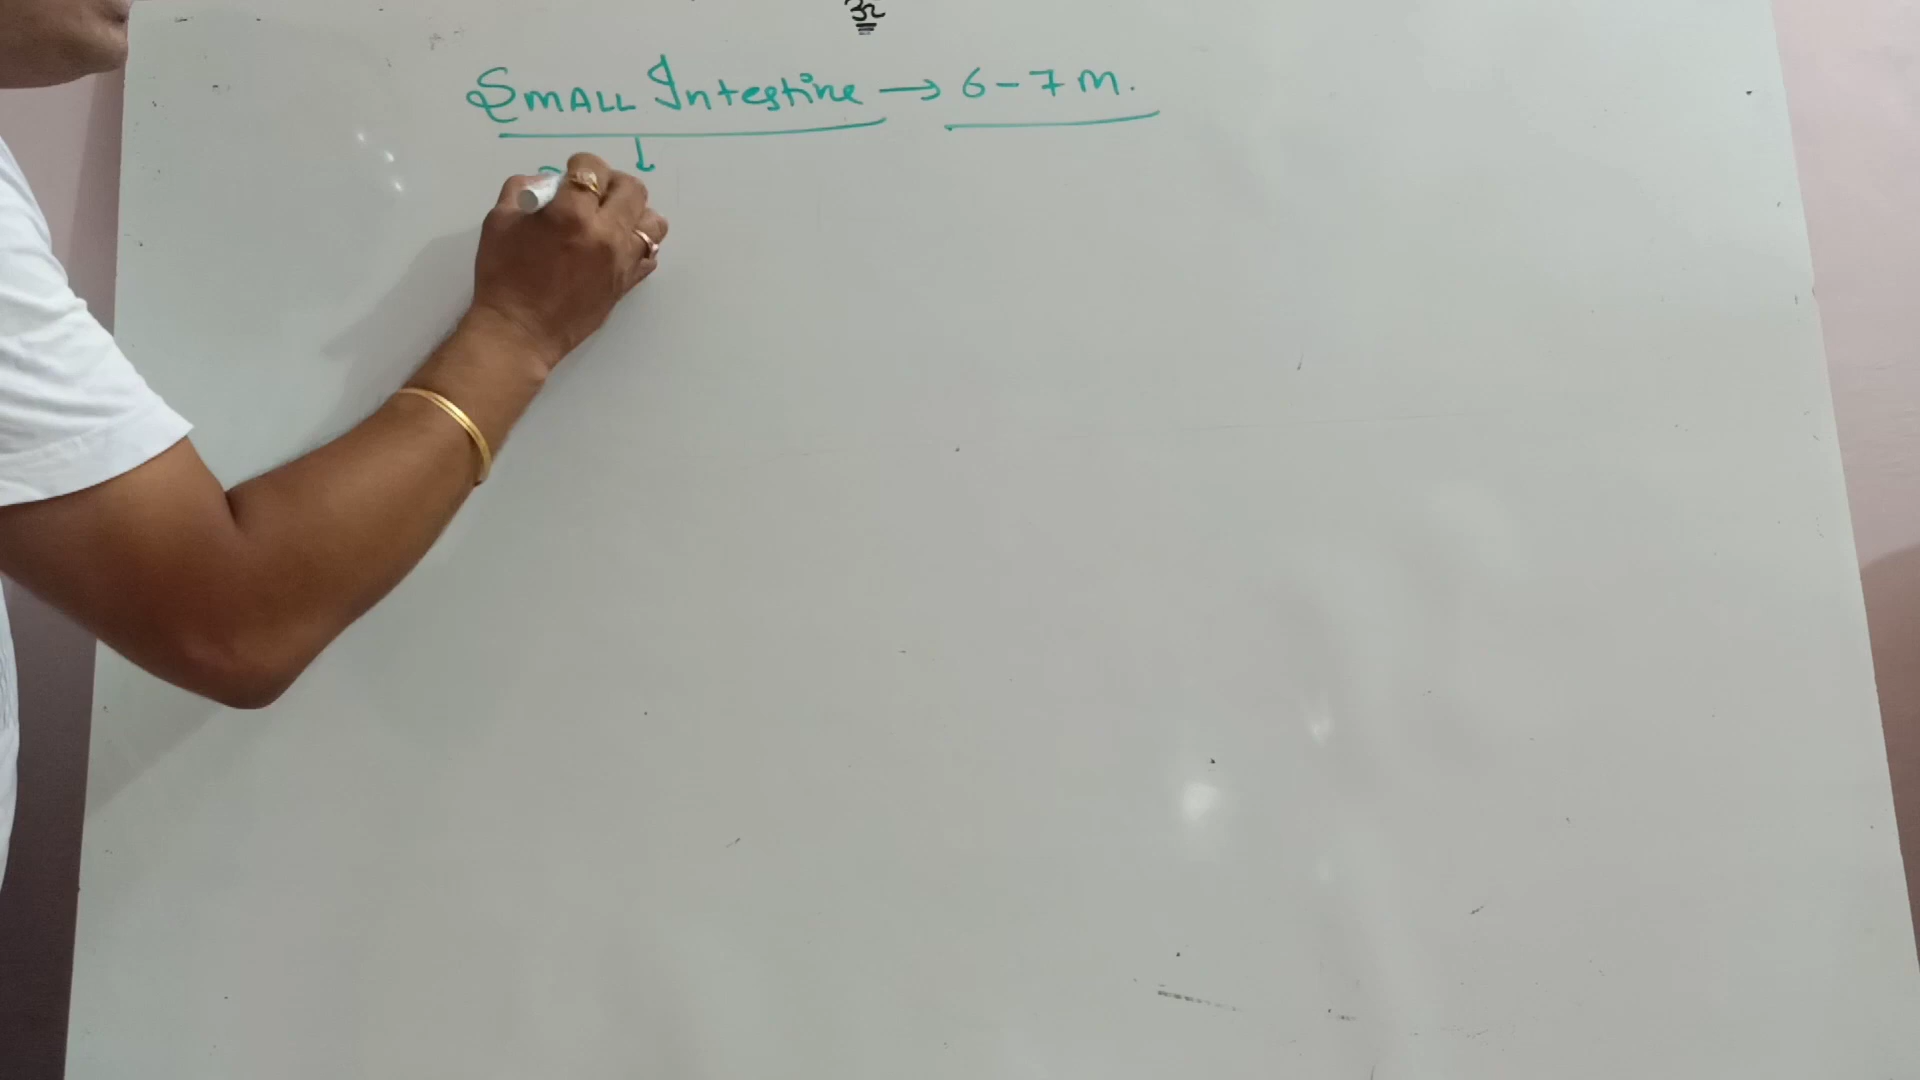 SMALL Intestine → 6-7 m.